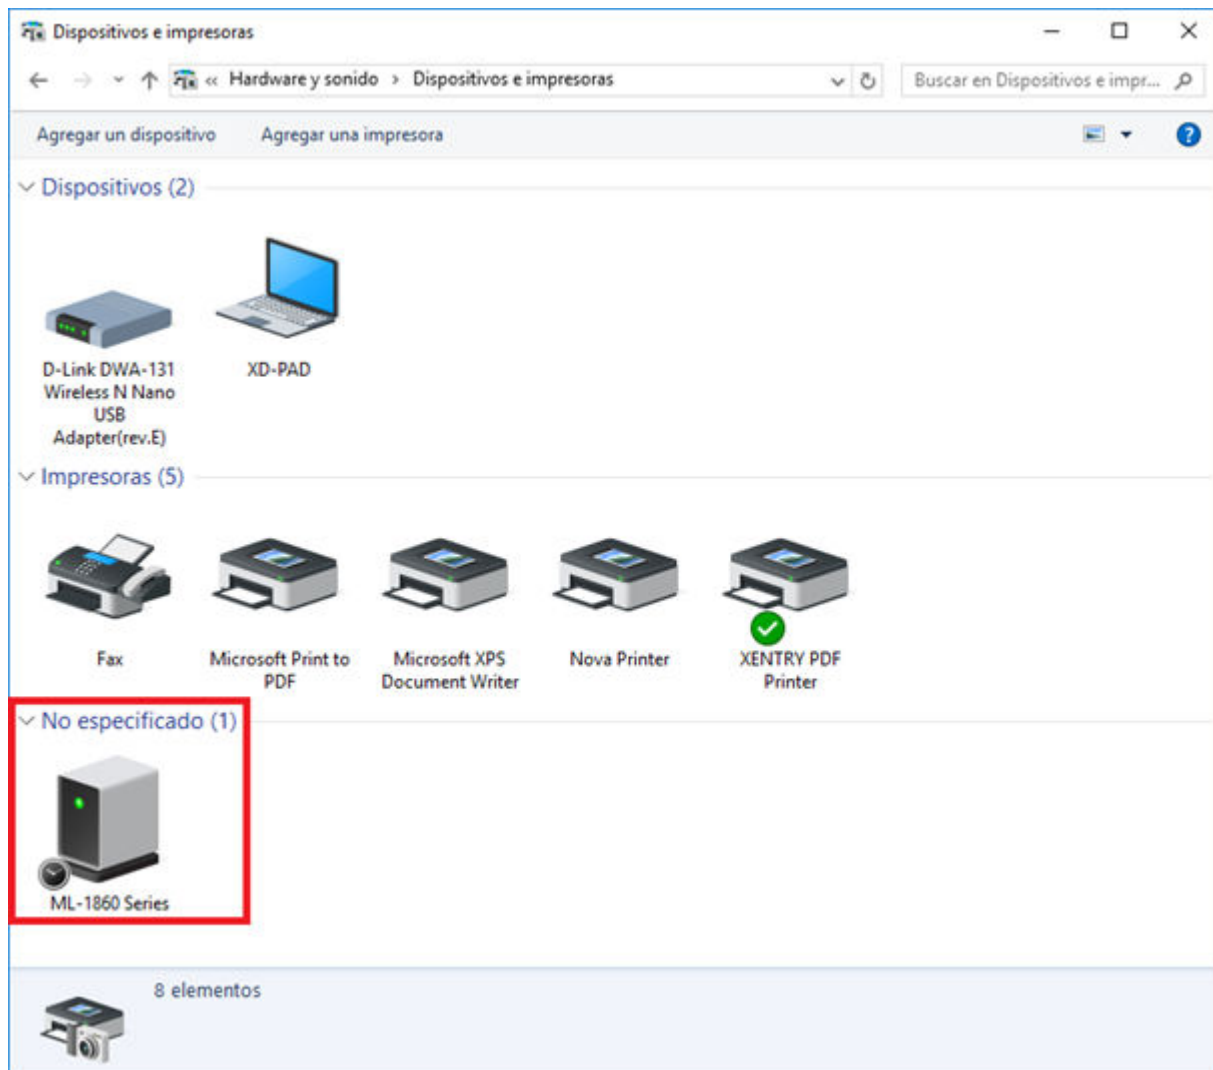 Dispositivos e impresoras
« Hardware y sonido > Dispositivos e impresoras
Buscar en Dispositivos e impr...
Agregar un dispositivo
Agregar una impresora
?
Dispositivos (2)
D-Link DWA-131
Wireless N Nano
USB
Adapter(rev.E)
XD-PAD
Impresoras (5)
Fax
Microsoft Print to
PDF
Microsoft XPS
Document Writer
Nova Printer
XENTRY PDF
Printer
No especificado (1)
ML-1860 Series
8 elementos